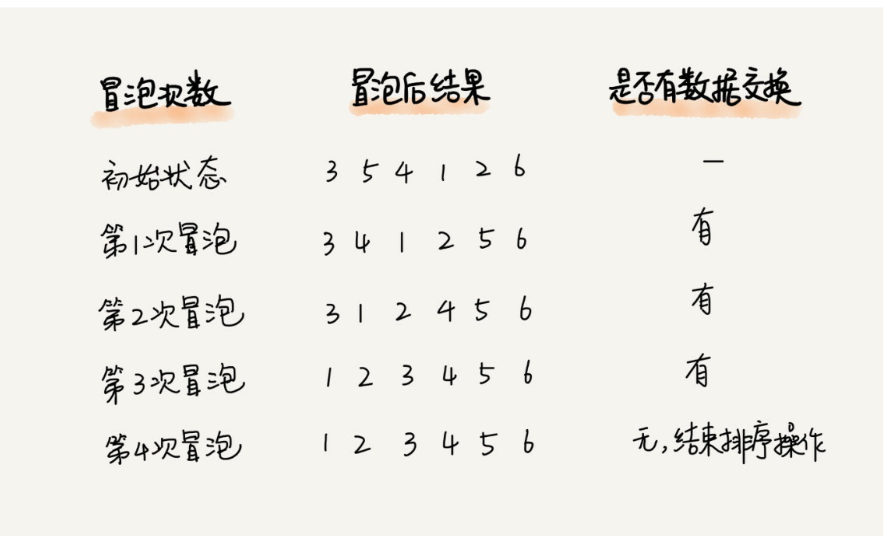 冒泡次数 冒泡后结果 是否有数据交换
初始状态 3 5 4 1 2 6 —
第1次冒泡 3 4 1 2 5 6 有
第2次冒泡 3 1 2 4 5 6 有
第3次冒泡 1 2 3 4 5 6 有
第4次冒泡 1 2 3 4 5 6 无,结束排序操作